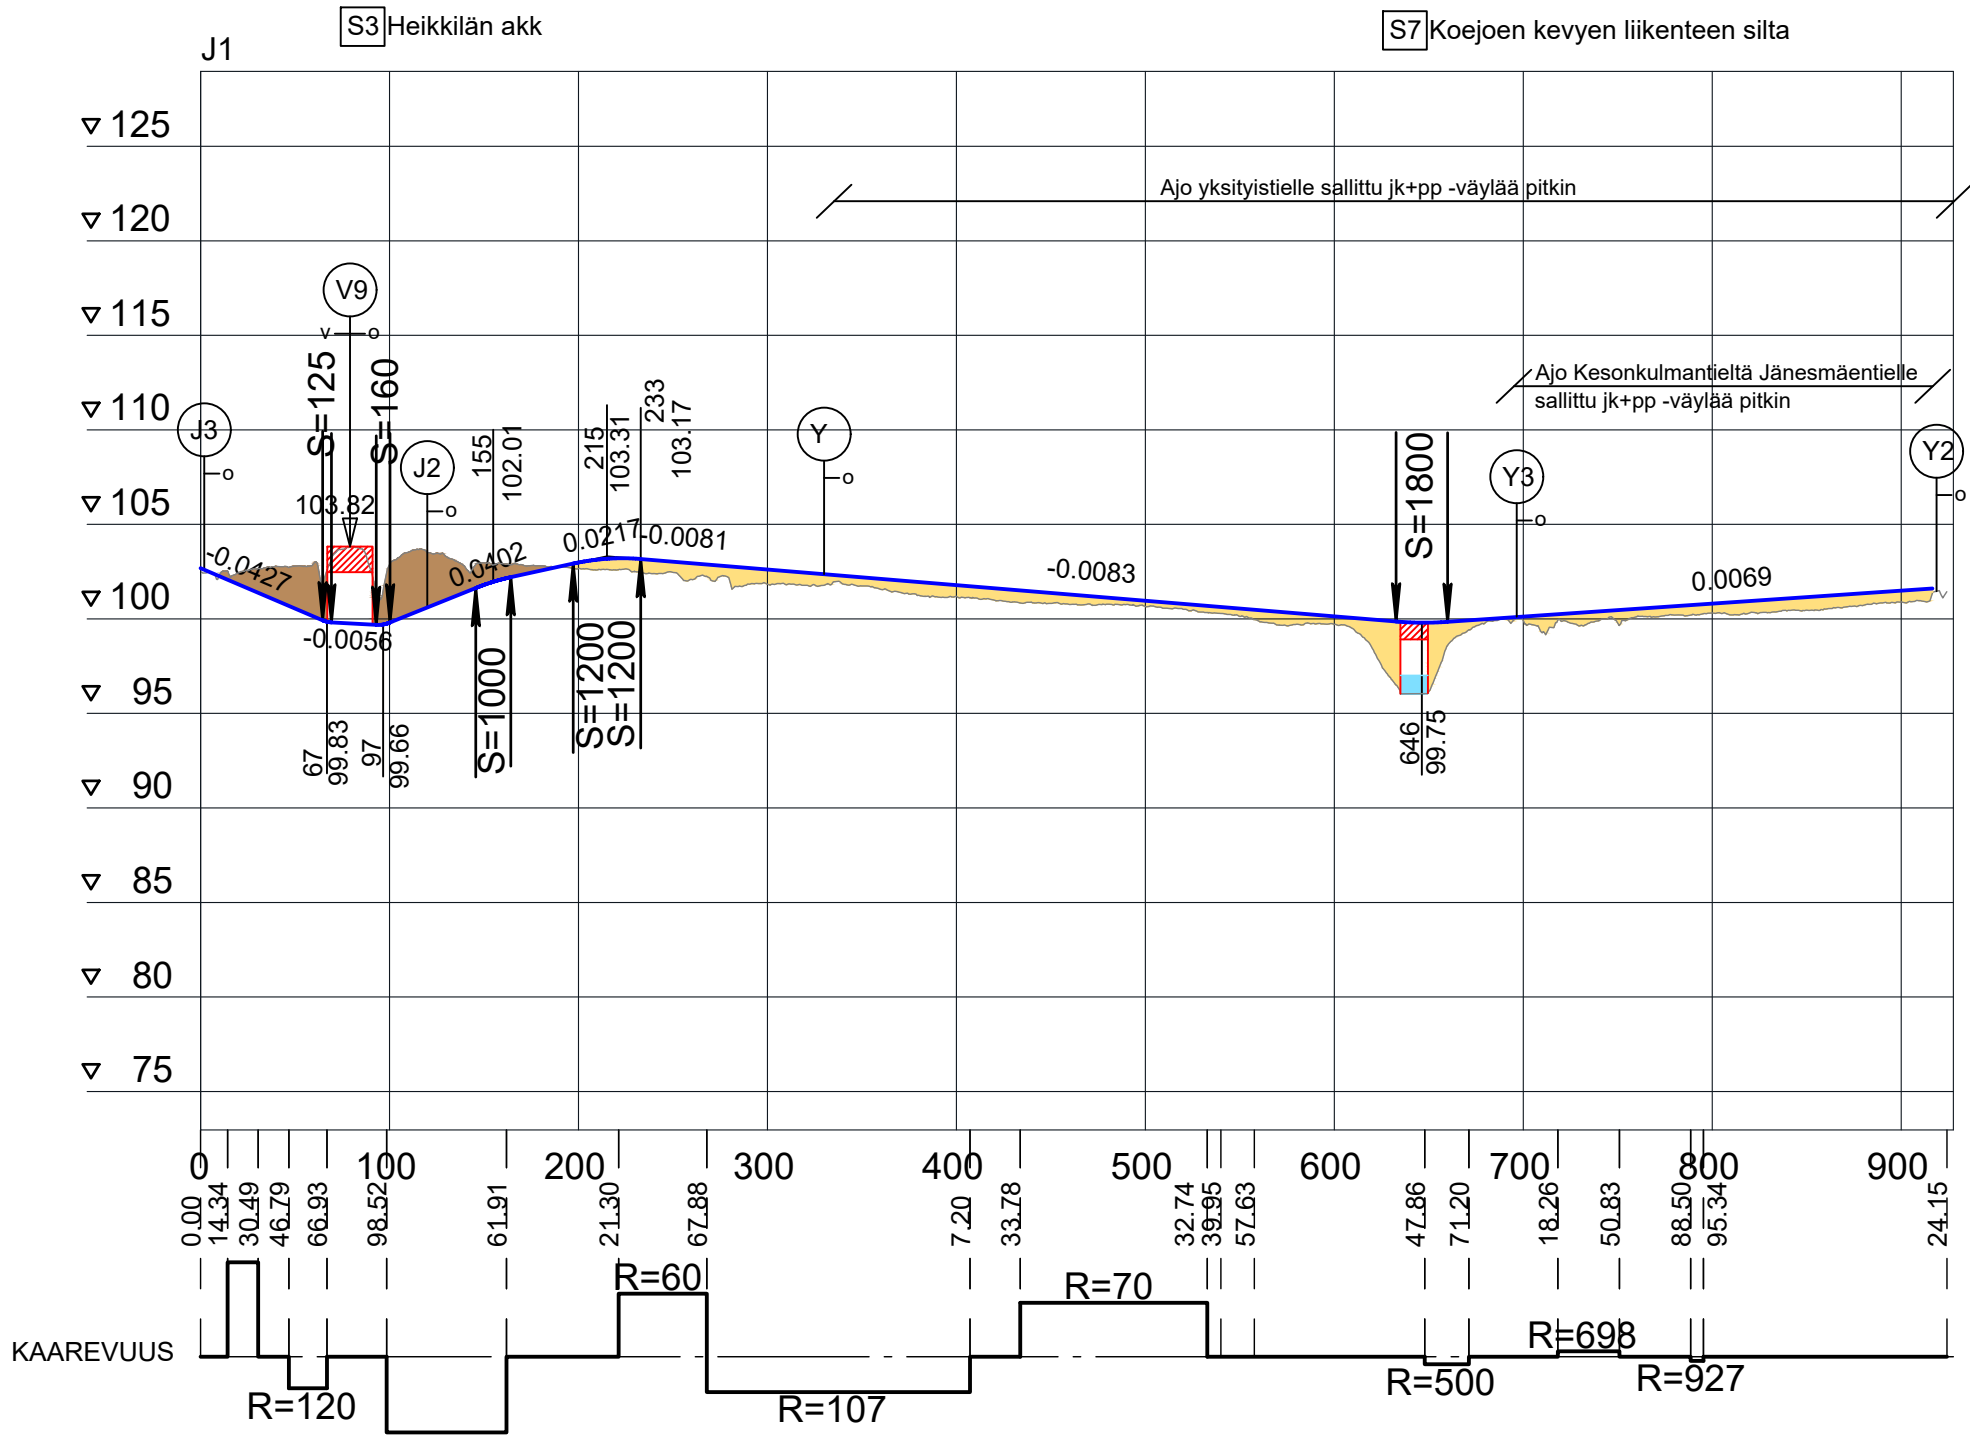 S3 Heikkilän akk
S7 Koejoen kevyen liikenteen silta
J1
125
Ajo yksityistielle sallittu jk+pp -väylää pitkin
120
V9
115
v o
S=125
S=160
Ajo Kesonkulmantieltä Jänesmäentielle
sallittu jk+pp -väylää pitkin
110
J3
o
J2
o
155
102.01
215
103.31
233
103.17
Y
o
S=1800
Y3
o
Y2
o
105
103.82
-0.0427
0.0402
0.0217
-0.0081
-0.0083
0.0069
100
-0.0056
S=1000
S=1200
S=1200
95
67
99.83
97
99.66
646
99.75
90
85
80
75
0 100 200 300 400 500 600 700 800 900
0.00 14.34 30.49 46.79 66.93 98.52 61.91 21.30 67.88 7.20 33.78 32.74 39.95 57.63 47.86 71.20 18.26 50.83 88.50 95.34 24.15
KAAREVUUS
R=120
R=60
R=107
R=70
R=500
R=698
R=927